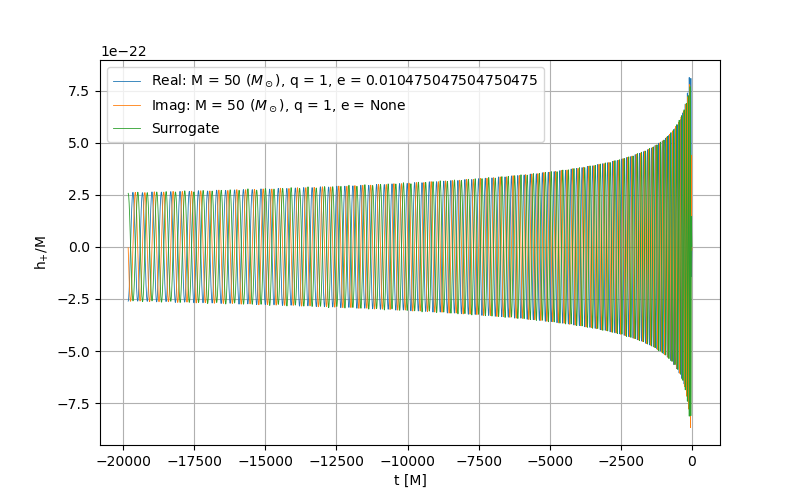 1e−22
Real: M = 50 (M⊙), q = 1, e = 0.010475047504750475
Imag: M = 50 (M⊙), q = 1, e = None
Surrogate
7.5
5.0
2.5
0.0
−2.5
−5.0
−7.5
h+/M
−20000 −17500 −15000 −12500 −10000 −7500 −5000 −2500 0
t [M]